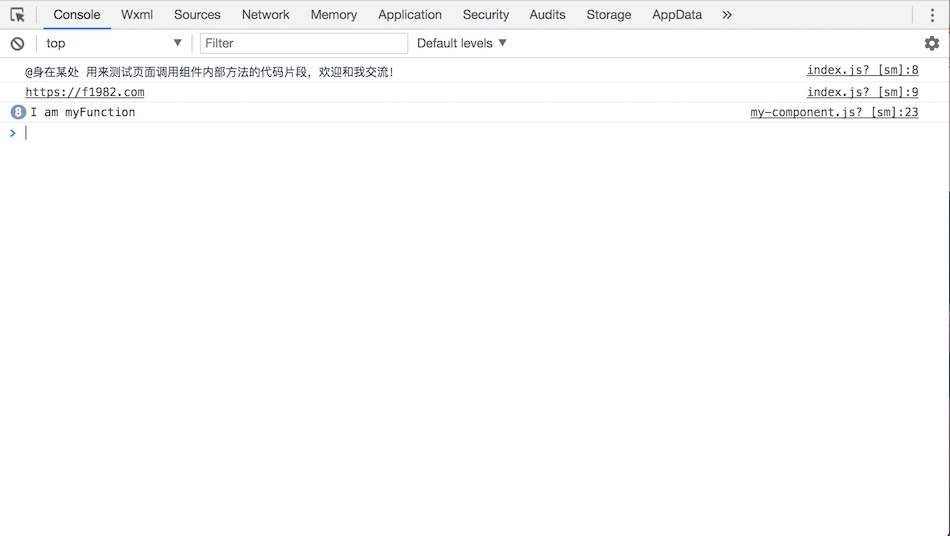 Console Wxml Sources Network Memory Application Security Audits Storage AppData »
top ▼ Filter Default levels ▼
@身在某处 用来测试页面调用组件内部方法的代码片段，欢迎和我交流！ index.js? [sm]:8
https://f1982.com index.js? [sm]:9
8 I am myFunction my-component.js? [sm]:23
>